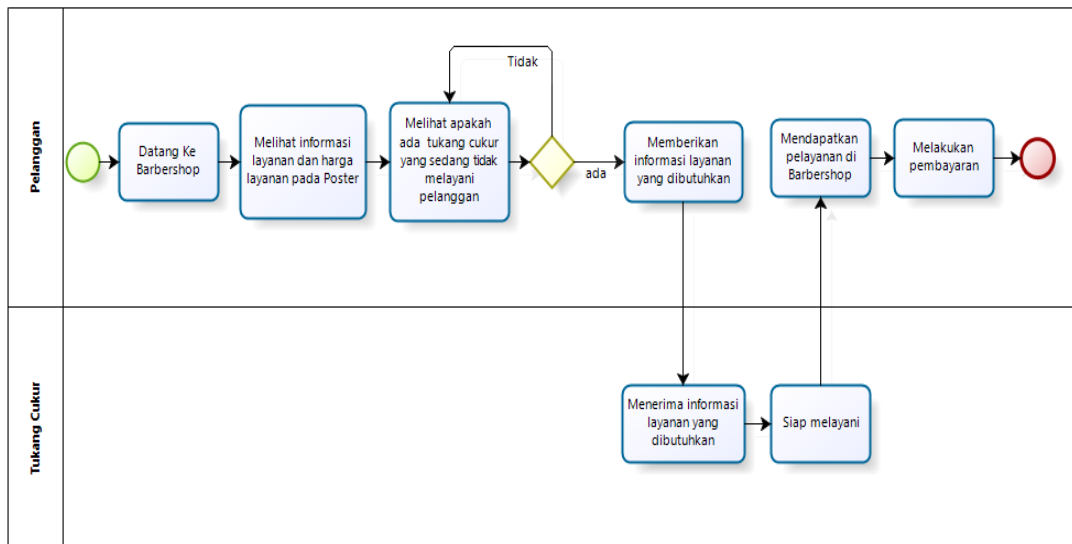 Pelanggan
Datang Ke
Barbershop
Melihat informasi
layanan dan harga
layanan pada Poster
Melihat apakah
ada tukang cukur
yang sedang tidak
melayani
pelanggan
Tidak
ada
Memberikan
informasi layanan
yang dibutuhkan
Mendapatkan
pelayanan di
Barbershop
Melakukan
pembayaran
Tukang Cukur
Menerima informasi
layanan yang
dibutuhkan
Siap melayani